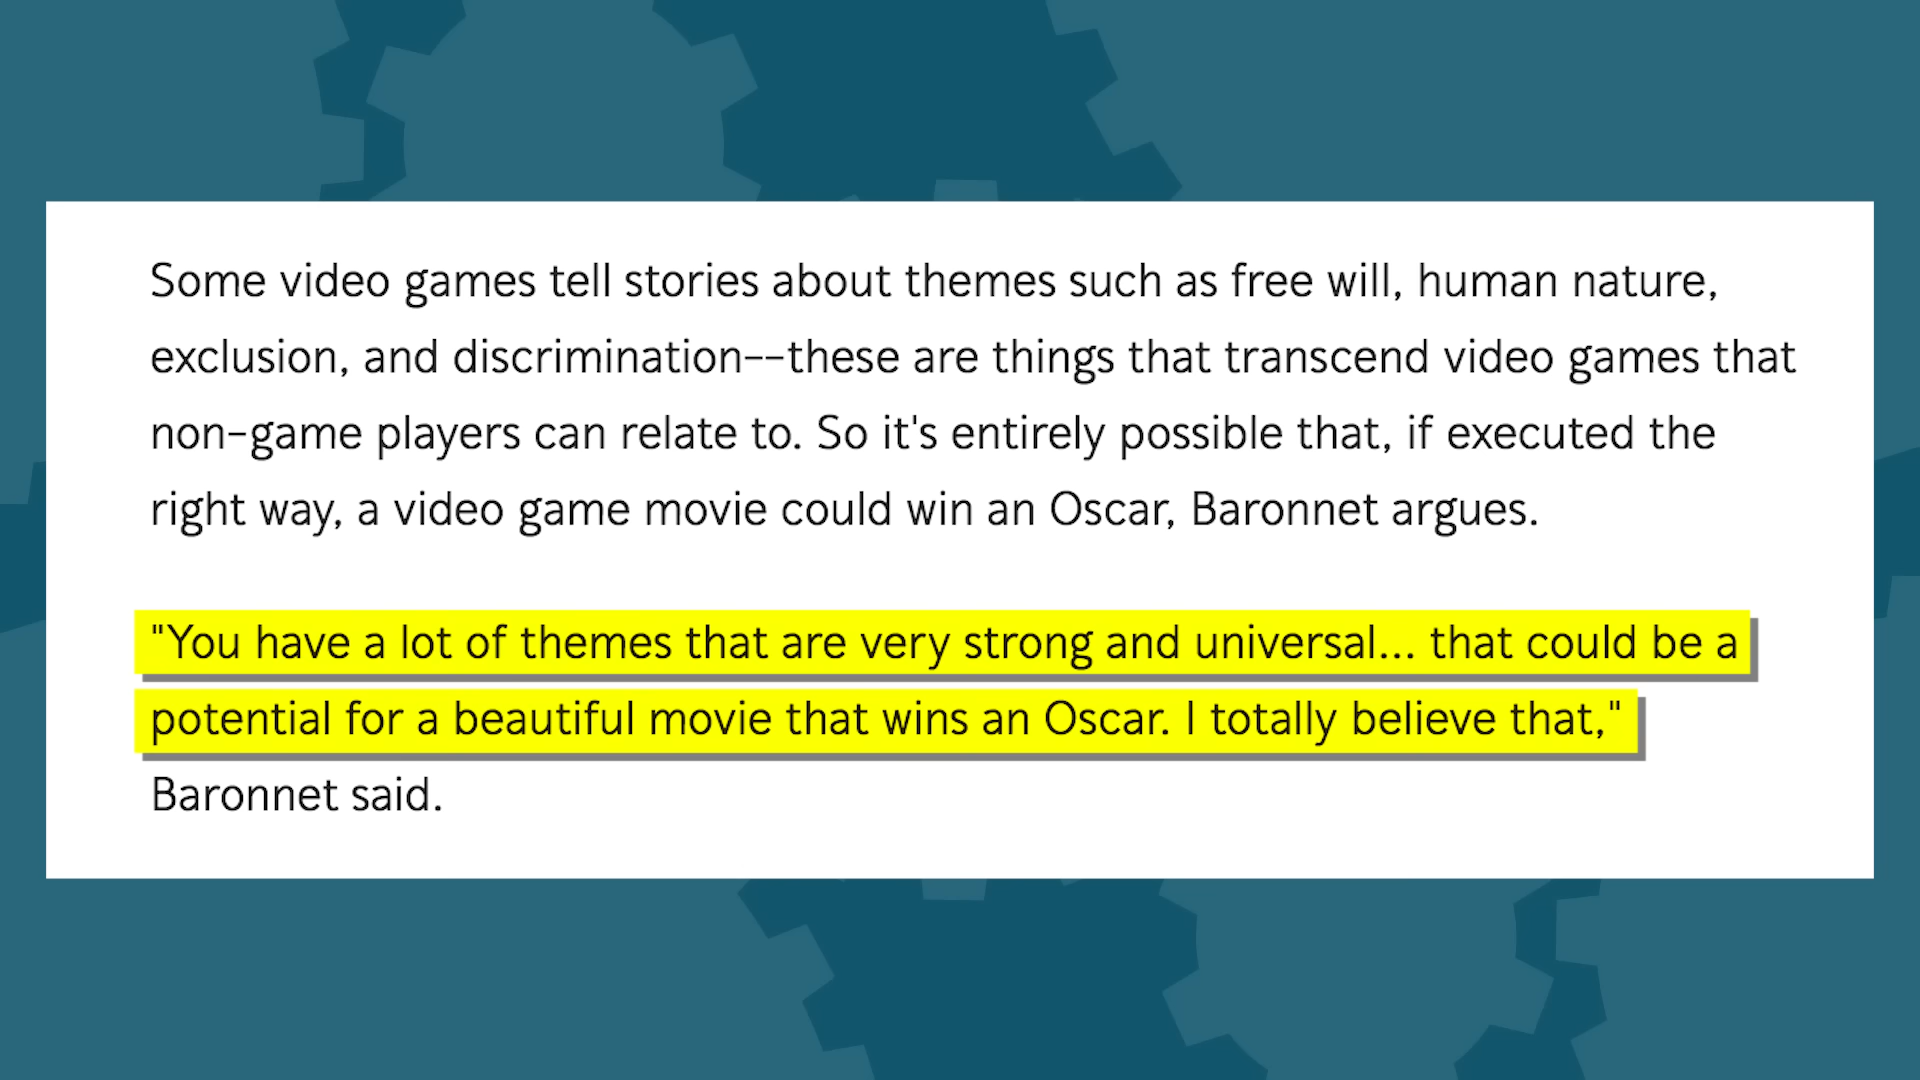 Some video games tell stories about themes such as free will, human nature,
exclusion, and discrimination--these are things that transcend video games that
non-game players can relate to. So it's entirely possible that, if executed the
right way, a video game movie could win an Oscar, Baronnet argues.
"You have a lot of themes that are very strong and universal... that could be a
potential for a beautiful movie that wins an Oscar. I totally believe that,"
Baronnet said.